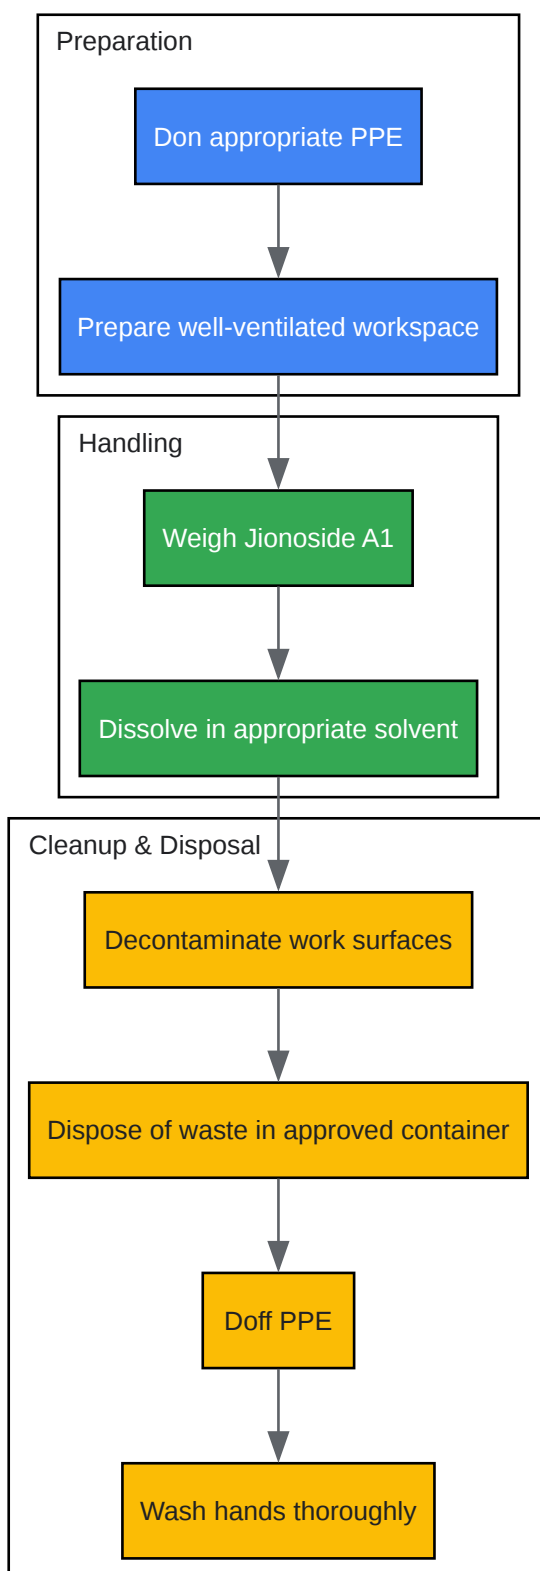 Preparation
Don appropriate PPE
Prepare well-ventilated workspace
Handling
Weigh Jionoside A1
Dissolve in appropriate solvent
Cleanup & Disposal
Decontaminate work surfaces
Dispose of waste in approved container
Doff PPE
Wash hands thoroughly